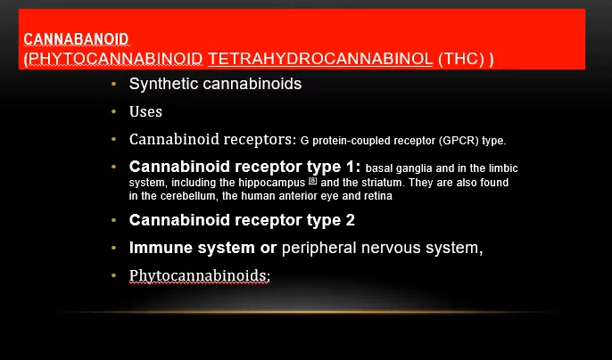 CANNABANOID
(PHYTOCANNABINOID TETRAHYDROCANNABINOL (THC) )
• Synthetic cannabinoids
• Uses
• Cannabinoid receptors: G protein-coupled receptor (GPCR) type.
• Cannabinoid receptor type 1: basal ganglia and in the limbic
system, including the hippocampus [8] and the striatum. They are also found
in the cerebellum, the human anterior eye and retina
• Cannabinoid receptor type 2
• Immune system or peripheral nervous system,
• Phytocannabinoids;